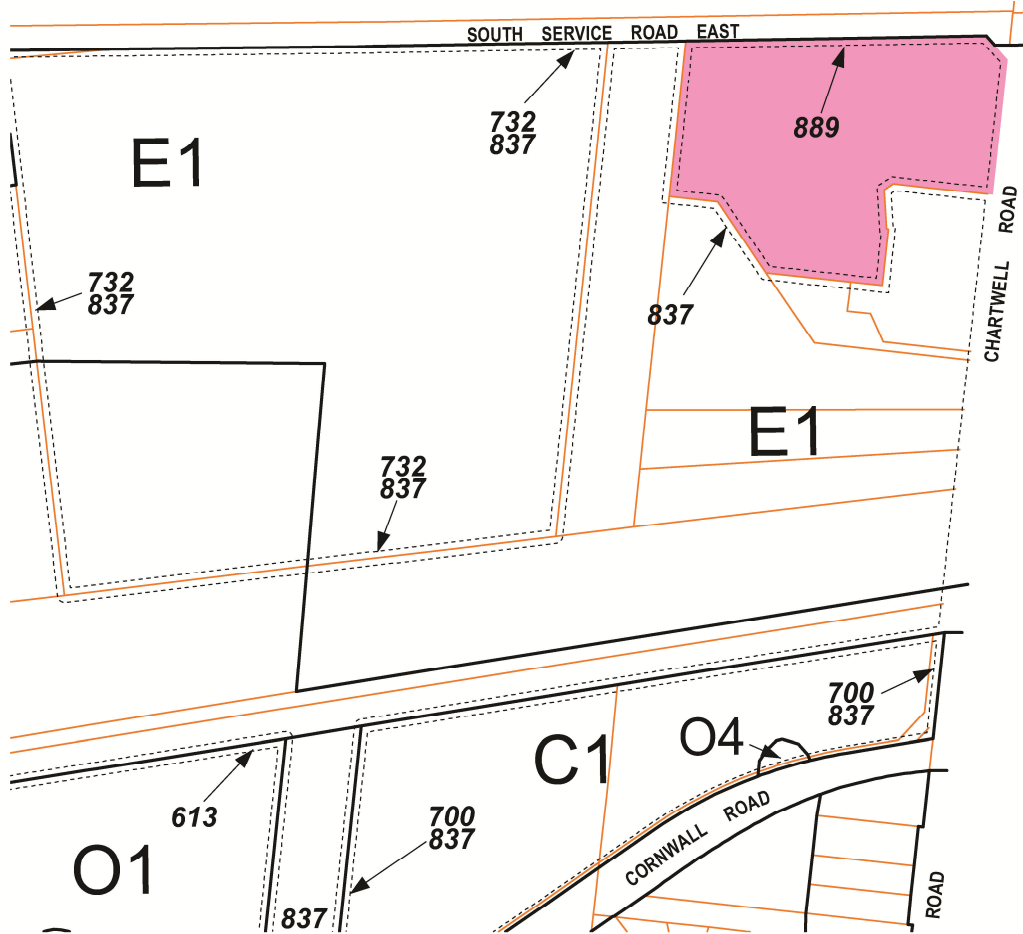 SOUTH SERVICE ROAD EAST
732
837
889
E1
ROAD
732
837
CHARTWELL
837
E1
732
837
700
837
O4
C1
613
700
837
CORNWALL ROAD
O1
ROAD
837